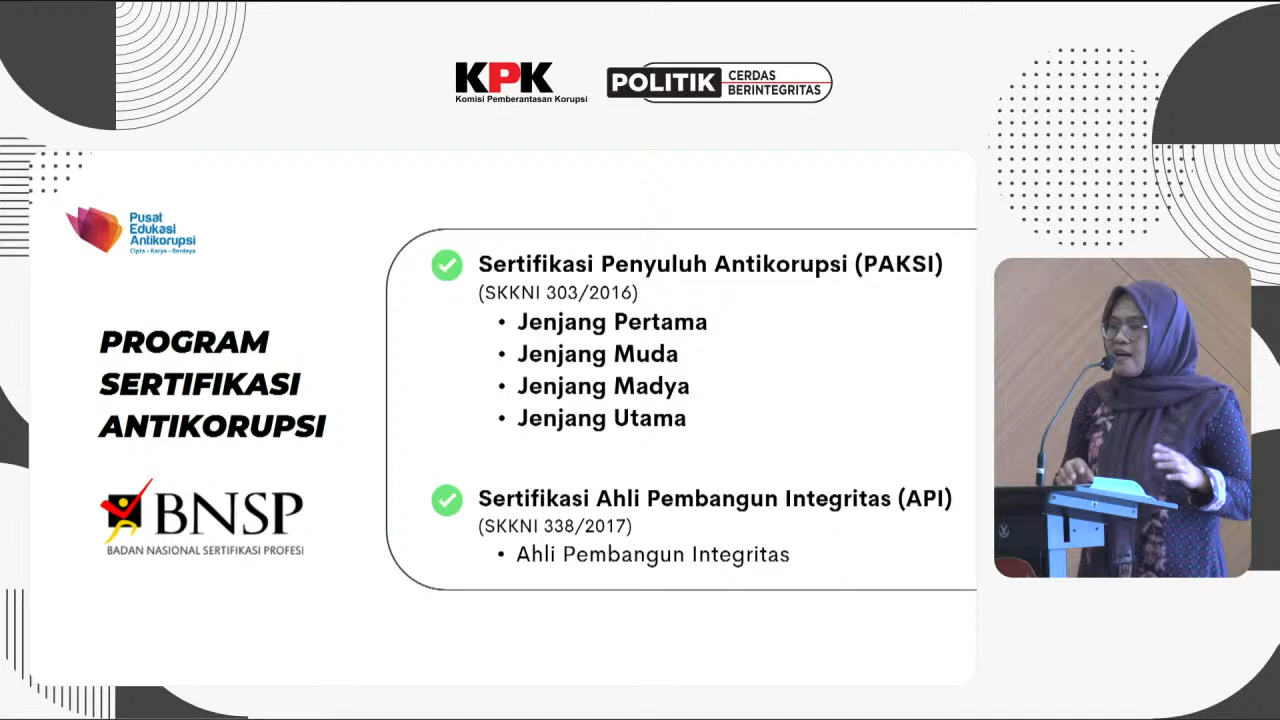 KPK
Komisi Pemberantasan Korupsi
POLITIK CERDAS
BERINTEGRITAS
Pusat
Edukasi
Antikorupsi
Cipta • Karya • Berdaya
PROGRAM
SERTIFIKASI
ANTIKORUPSI
BNSP
BADAN NASIONAL SERTIFIKASI PROFESI
Sertifikasi Penyuluh Antikorupsi (PAKSI)
(SKKNI 303/2016)
• Jenjang Pertama
• Jenjang Muda
• Jenjang Madya
• Jenjang Utama
Sertifikasi Ahli Pembangun Integritas (API)
(SKKNI 338/2017)
• Ahli Pembangun Integritas